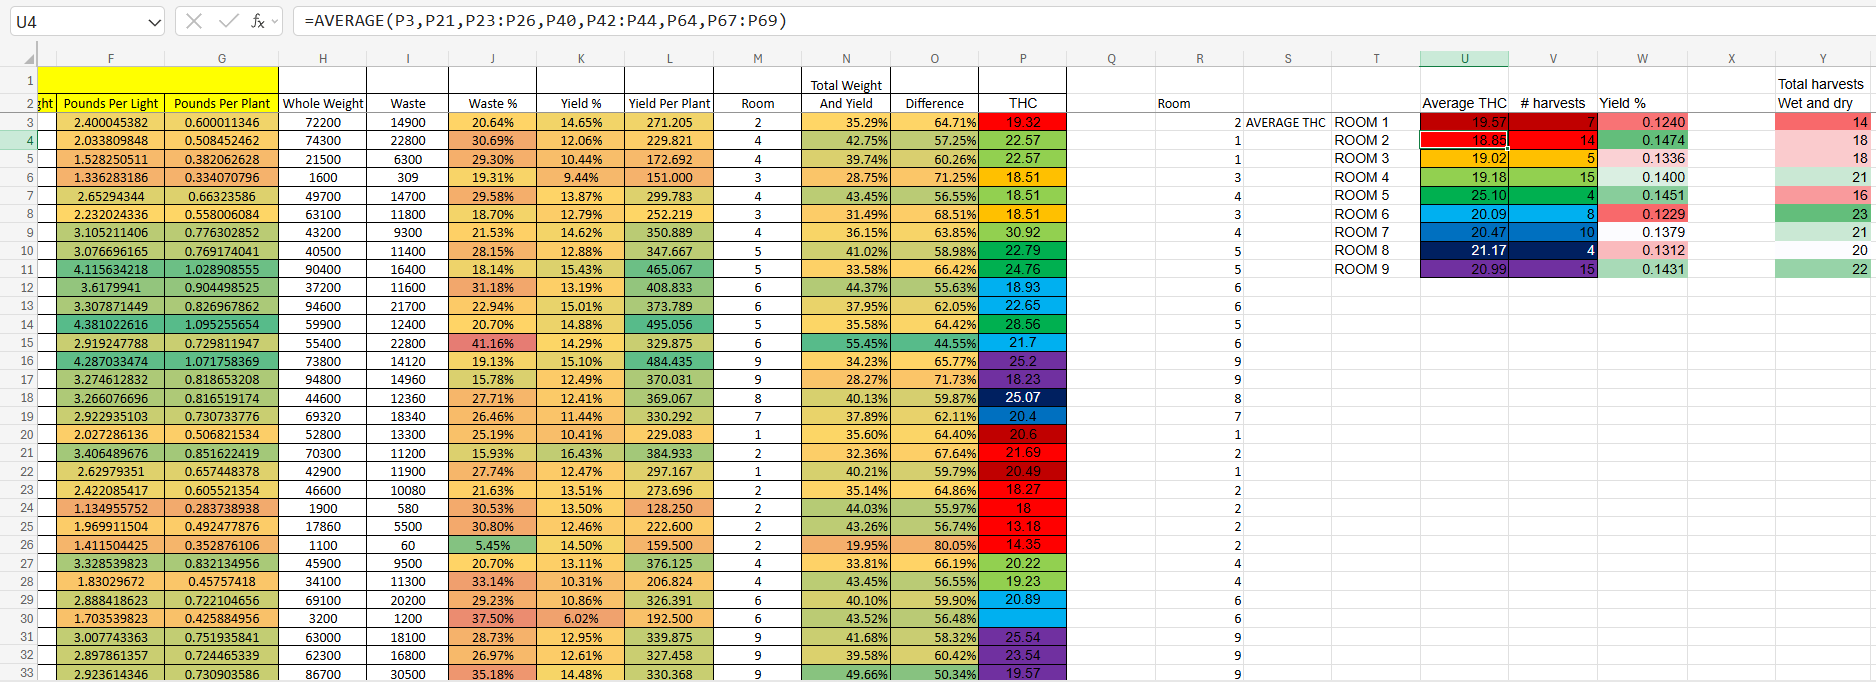 U4 fx =AVERAGE(P3,P21,P23:P26,P40,P42:P44,P64,P67:P69)
F G H I J K L M N O P Q R S T U V W X Y
1 Total Weight Total harvests
2 ght Pounds Per Light Pounds Per Plant Whole Weight Waste Waste % Yield % Yield Per Plant Room And Yield Difference THC Room Average THC # harvests Yield % Wet and dry
3 2.400045382 0.600011346 72200 14900 20.64% 14.65% 271.205 2 35.29% 64.71% 19.32 2 AVERAGE THC ROOM 1 19.57 7 0.1240 14
4 2.033809848 0.508452462 74300 22800 30.69% 12.06% 229.821 4 42.75% 57.25% 22.57 1 ROOM 2 18.85 14 0.1474 18
5 1.528250511 0.382062628 21500 6300 29.30% 10.44% 172.692 4 39.74% 60.26% 22.57 1 ROOM 3 19.02 5 0.1336 18
6 1.336283186 0.334070796 1600 309 19.31% 9.44% 151.000 3 28.75% 71.25% 18.51 3 ROOM 4 19.18 15 0.1400 21
7 2.65294344 0.66323586 49700 14700 29.58% 13.87% 299.783 4 43.45% 56.55% 18.51 4 ROOM 5 25.10 4 0.1451 16
8 2.232024336 0.558006084 63100 11800 18.70% 12.79% 252.219 3 31.49% 68.51% 18.51 3 ROOM 6 20.09 8 0.1229 23
9 3.105211406 0.776302852 43200 9300 21.53% 14.62% 350.889 4 36.15% 63.85% 30.92 4 ROOM 7 20.47 10 0.1379 21
10 3.076696165 0.769174041 40500 11400 28.15% 12.88% 347.667 5 41.02% 58.98% 22.79 5 ROOM 8 21.17 4 0.1312 20
11 4.115634218 1.028908555 90400 16400 18.14% 15.43% 465.067 5 33.58% 66.42% 24.76 5 ROOM 9 20.99 15 0.1431 22
12 3.6179941 0.904498525 37200 11600 31.18% 13.19% 408.833 6 44.37% 55.63% 18.93 6
13 3.307871449 0.826967862 94600 21700 22.94% 15.01% 373.789 6 37.95% 62.05% 22.65 6
14 4.381022616 1.095255654 59900 12400 20.70% 14.88% 495.056 5 35.58% 64.42% 28.56 5
15 2.919247788 0.729811947 55400 22800 41.16% 14.29% 329.875 6 55.45% 44.55% 21.7 6
16 4.287033474 1.071758369 73800 14120 19.13% 15.10% 484.435 9 34.23% 65.77% 25.2 9
17 3.274612832 0.818653208 94800 14960 15.78% 12.49% 370.031 9 28.27% 71.73% 18.23 9
18 3.266076696 0.816519174 44600 12360 27.71% 12.41% 369.067 8 40.13% 59.87% 25.07 8
19 2.922935103 0.730733776 69320 18340 26.46% 11.44% 330.292 7 37.89% 62.11% 20.4 7
20 2.027286136 0.506821534 52800 13300 25.19% 10.41% 229.083 1 35.60% 64.40% 20.6 1
21 3.406489676 0.851622419 70300 11200 15.93% 16.43% 384.933 2 32.36% 67.64% 21.69 2
22 2.62979351 0.657448378 42900 11900 27.74% 12.47% 297.167 1 40.21% 59.79% 20.49 1
23 2.422085417 0.605521354 46600 10080 21.63% 13.51% 273.696 2 35.14% 64.86% 18.27 2
24 1.134955752 0.283738938 1900 580 30.53% 13.50% 128.250 2 44.03% 55.97% 18 2
25 1.969911504 0.492477876 17860 5500 30.80% 12.46% 222.600 2 43.26% 56.74% 13.18 2
26 1.411504425 0.352876106 1100 60 5.45% 14.50% 159.500 2 19.95% 80.05% 14.35 2
27 3.328539823 0.832134956 45900 9500 20.70% 13.11% 376.125 4 33.81% 66.19% 20.22 4
28 1.83029672 0.45757418 34100 11300 33.14% 10.31% 206.824 4 43.45% 56.55% 19.23 4
29 2.888418623 0.722104656 69100 20200 29.23% 10.86% 326.391 6 40.10% 59.90% 20.89 6
30 1.703539823 0.425884956 3200 1200 37.50% 6.02% 192.500 6 43.52% 56.48% 6
31 3.007743363 0.751935841 63000 18100 28.73% 12.95% 339.875 9 41.68% 58.32% 25.54 9
32 2.897861357 0.724465339 62300 16800 26.97% 12.61% 327.458 9 39.58% 60.42% 23.54 9
33 2.923614346 0.730903586 86700 30500 35.18% 14.48% 330.368 9 49.66% 50.34% 19.57 9